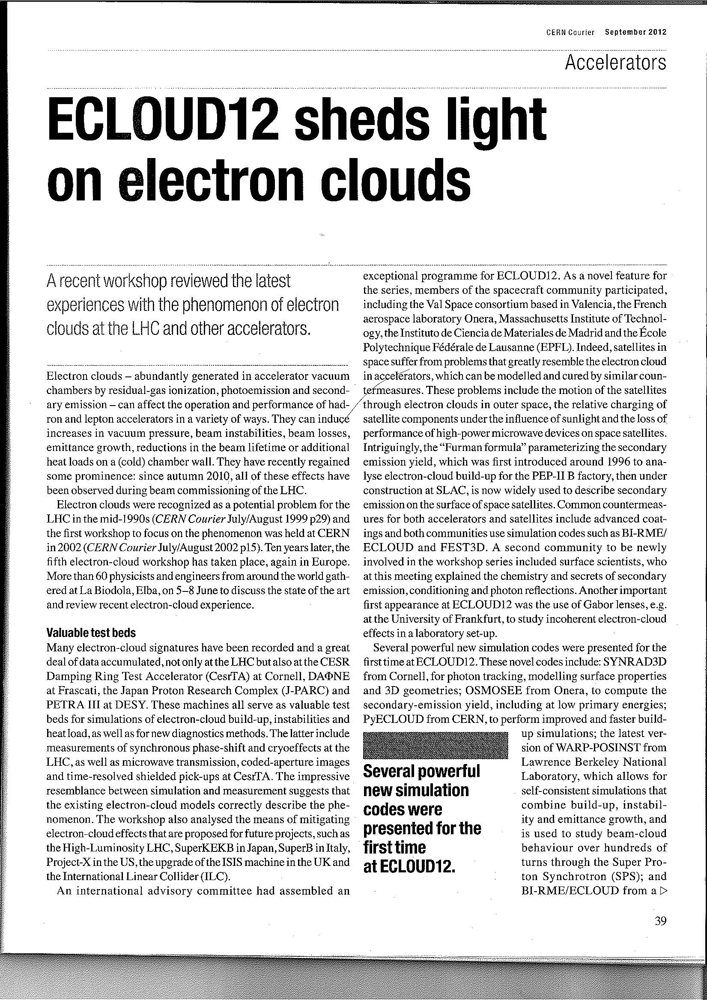 CERN Courier September 2012
Accelerators
ECLOUD12 sheds light
on electron clouds
A recent workshop reviewed the latest
experiences with the phenomenon of electron
clouds at the LHC and other accelerators.
Electron clouds – abundantly generated in accelerator vacuum
chambers by residual-gas ionization, photoemission and second-
ary emission – can affect the operation and performance of had-
ron and lepton accelerators in a variety of ways. They can induce
increases in vacuum pressure, beam instabilities, beam losses,
emittance growth, reductions in the beam lifetime or additional
heat loads on a (cold) chamber wall. They have recently regained
some prominence: since autumn 2010, all of these effects have
been observed during beam commissioning of the LHC.
Electron clouds were recognized as a potential problem for the
LHC in the mid-1990s (CERN Courier July/August 1999 p29) and
the first workshop to focus on the phenomenon was held at CERN
in 2002 (CERN Courier July/August 2002 p15). Ten years later, the
fifth electron-cloud workshop has taken place, again in Europe.
More than 60 physicists and engineers from around the world gath-
ered at La Biodola, Elba, on 5–8 June to discuss the state of the art
and review recent electron-cloud experience.
Valuable test beds
Many electron-cloud signatures have been recorded and a great
deal of data accumulated, not only at the LHC but also at the CESR
Damping Ring Test Accelerator (CesrTA) at Cornell, DAΦNE
at Frascati, the Japan Proton Research Complex (J-PARC) and
PETRA III at DESY. These machines all serve as valuable test
beds for simulations of electron-cloud build-up, instabilities and
heat load, as well as for new diagnostics methods. The latter include
measurements of synchronous phase-shift and cryoeffects at the
LHC, as well as microwave transmission, coded-aperture images
and time-resolved shielded pick-ups at CesrTA. The impressive
resemblance between simulation and measurement suggests that
the existing electron-cloud models correctly describe the phe-
nomenon. The workshop also analysed the means of mitigating
electron-cloud effects that are proposed for future projects, such as
the High-Luminosity LHC, SuperKEKB in Japan, SuperB in Italy,
Project-X in the US, the upgrade of the ISIS machine in the UK and
the International Linear Collider (ILC).
An international advisory committee had assembled an
exceptional programme for ECLOUD12. As a novel feature for
the series, members of the spacecraft community participated,
including the Val Space consortium based in Valencia, the French
aerospace laboratory Onera, Massachusetts Institute of Technol-
ogy, the Instituto de Ciencia de Materiales de Madrid and the École
Polytechnique Fédérale de Lausanne (EPFL). Indeed, satellites in
space suffer from problems that greatly resemble the electron cloud
in accelerators, which can be modelled and cured by similar coun-
termeasures. These problems include the motion of the satellites
through electron clouds in outer space, the relative charging of
satellite components under the influence of sunlight and the loss of
performance of high-power microwave devices on space satellites.
Intriguingly, the “Furman formula” parameterizing the secondary
emission yield, which was first introduced around 1996 to ana-
lyse electron-cloud build-up for the PEP-II B factory, then under
construction at SLAC, is now widely used to describe secondary
emission on the surface of space satellites. Common countermeas-
ures for both accelerators and satellites include advanced coat-
ings and both communities use simulation codes such as BI-RME/
ECLOUD and FEST3D. A second community to be newly
involved in the workshop series included surface scientists, who
at this meeting explained the chemistry and secrets of secondary
emission, conditioning and photon reflections. Another important
first appearance at ECLOUD12 was the use of Gabor lenses, e.g.
at the University of Frankfurt, to study incoherent electron-cloud
effects in a laboratory set-up.
Several powerful new simulation codes were presented for the
first time at ECLOUD12. These novel codes include: SYNRAD3D
from Cornell, for photon tracking, modelling surface properties
and 3D geometries; OSMOSEE from Onera, to compute the
secondary-emission yield, including at low primary energies;
PyECLOUD from CERN, to perform improved and faster build-
up simulations; the latest ver-
sion of WARP-POSINST from
Lawrence Berkeley National
Laboratory, which allows for
self-consistent simulations that
combine build-up, instabil-
ity and emittance growth, and
is used to study beam-cloud
behaviour over hundreds of
turns through the Super Pro-
ton Synchrotron (SPS); and
BI-RME/ECLOUD from a ▷
Several powerful
new simulation
codes were
presented for the
first time
at ECLOUD12.
39